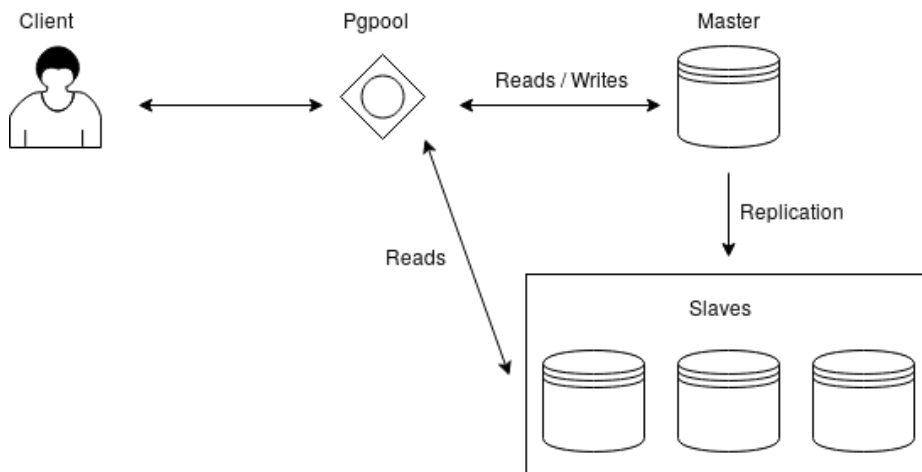 Client
Pgpool
Master
Reads / Writes
Replication
Reads
Slaves